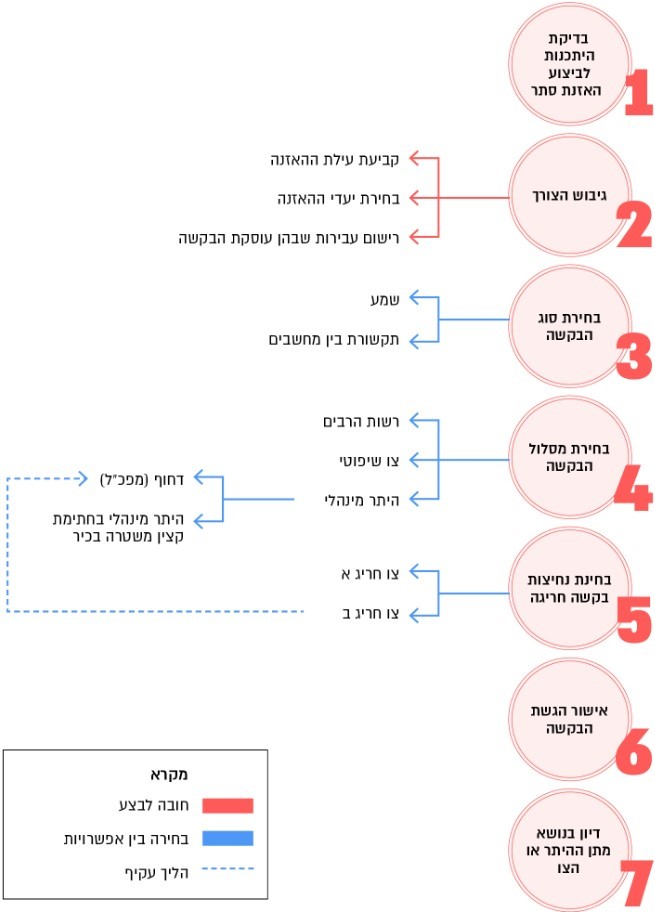 בדיקת
היתכנות
לביצוע
האזנת סתר
1
גיבוש הצורך
2
קביעת עילת ההאזנה
בחירת יעדי ההאזנה
רישום עבירות שבהן עוסקת הבקשה
בחירת סוג
הבקשה
3
שמע
תקשורת בין מחשבים
בחירת מסלול
הבקשה
4
רשות הרבים
צו שיפוטי
היתר מינהלי
דחוף (מפכ"ל)
היתר מינהלי בחתימת
קצין משטרה בכיר
בחינת נחיצות
בקשה חריגה
5
צו חריג א
צו חריג ב
אישור הגשת
הבקשה
6
דיון בנושא
מתן ההיתר או
הצו
7
מקרא
חובה לבצע
בחירה בין אפשרויות
הליך עקיף